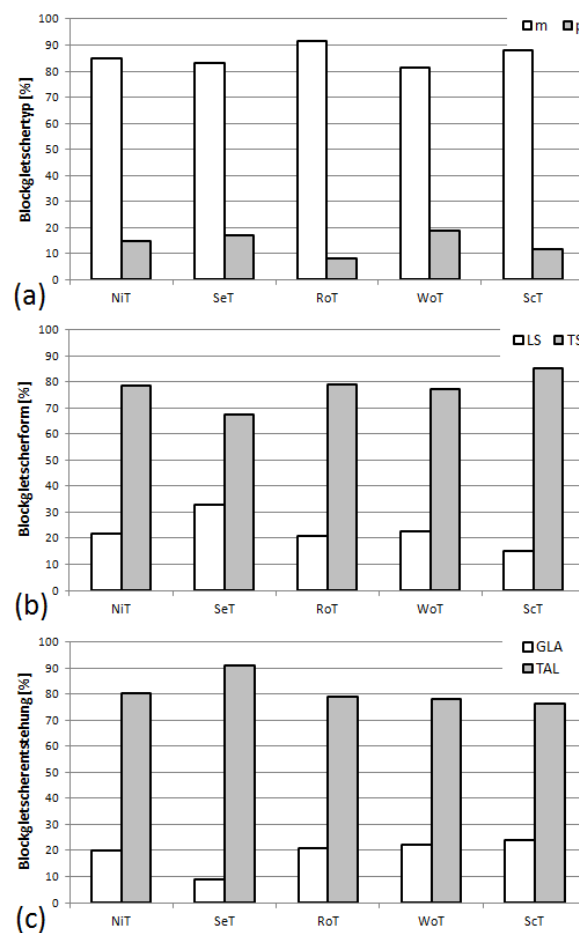 100
m p
90
80
70
60
50
40
30
20
10
0
Blockgletschertyp [%]
NiT SeT RoT WoT ScT
(a)
100
LS TS
90
80
70
60
50
40
30
20
10
0
Blockgletscherform [%]
NiT SeT RoT WoT ScT
(b)
100
GLA
90
TAL
80
70
60
50
40
30
20
10
0
Blockgletscherentstehung [%]
NiT SeT RoT WoT ScT
(c)